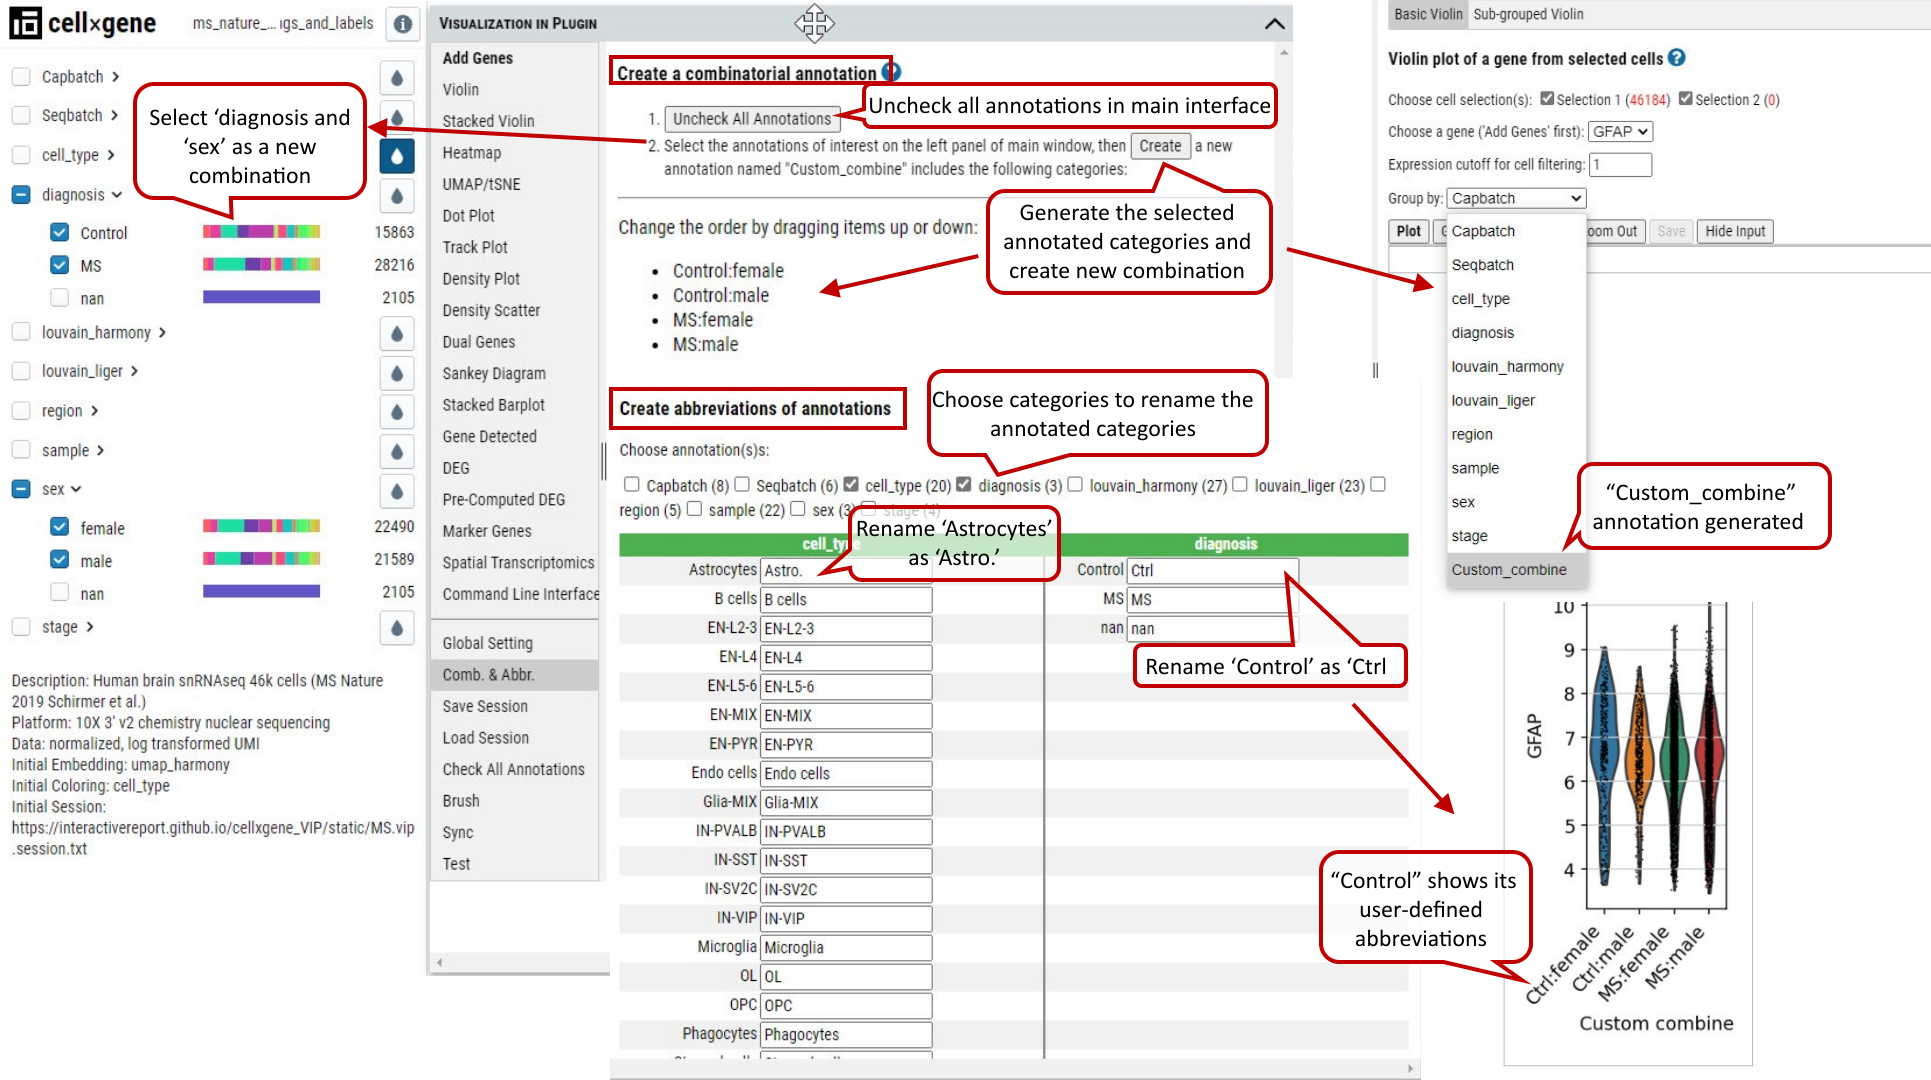 cell×gene
ms_nature_... ıgs_and_labels
Capbatch
Seqbatch
cell_type
diagnosis
Control 15863
MS 28216
nan 2105
louvain_harmony
louvain_liger
region
sample
sex
female 22490
male 21589
nan 2105
stage
Description: Human brain snRNAseq 46k cells (MS Nature
2019 Schirmer et al.)
Platform: 10X 3' v2 chemistry nuclear sequencing
Data: normalized, log transformed UMI
Initial Embedding: umap_harmony
Initial Coloring: cell_type
Initial Session:
https://interactivereport.github.io/cellxgene_VIP/static/MS.vip
.session.txt
Select ‘diagnosis and
‘sex’ as a new
combination
Visualization in Plugin
Add Genes
Violin
Stacked Violin
Heatmap
UMAP/tSNE
Dot Plot
Track Plot
Density Plot
Density Scatter
Dual Genes
Sankey Diagram
Stacked Barplot
Gene Detected
DEG
Pre-Computed DEG
Marker Genes
Spatial Transcriptomics
Command Line Interface
Global Setting
Comb. & Abbr.
Save Session
Load Session
Check All Annotations
Brush
Sync
Test
Create a combinatorial annotation ?
1. Uncheck All Annotations
Uncheck all annotations in main interface
2. Select the annotations of interest on the left panel of main window, then Create a new
annotation named "Custom_combine" includes the following categories:
Generate the selected
annotated categories and
create new combination
Change the order by dragging items up or down:
• Control:female
• Control:male
• MS:female
• MS:male
Create abbreviations of annotations
Choose categories to rename the
annotated categories
Choose annotation(s)s:
Capbatch (8) Seqbatch (6) cell_type (20) diagnosis (3) louvain_harmony (27) louvain_liger (23)
region (5) sample (22) sex (3) stage (4)
Rename ‘Astrocytes’
as ‘Astro.’
cell_type diagnosis
Astrocytes Astro. Control Ctrl
B cells B cells MS MS
EN-L2-3 EN-L2-3 nan nan
EN-L4 EN-L4
EN-L5-6 EN-L5-6
EN-MIX EN-MIX
EN-PYR EN-PYR
Endo cells Endo cells
Glia-MIX Glia-MIX
IN-PVALB IN-PVALB
IN-SST IN-SST
IN-SV2C IN-SV2C
IN-VIP IN-VIP
Microglia Microglia
OL OL
OPC OPC
Phagocytes Phagocytes
Rename ‘Control’ as ‘Ctrl
Basic Violin Sub-grouped Violin
Violin plot of a gene from selected cells ?
Choose cell selection(s): Selection 1 (46184) Selection 2 (0)
Choose a gene ('Add Genes' first): GFAP
Expression cutoff for cell filtering: 1
Group by: Capbatch
Plot oom Out Save Hide Input
Capbatch
Seqbatch
cell_type
diagnosis
louvain_harmony
louvain_liger
region
sample
sex
stage
Custom_combine
“Custom_combine”
annotation generated
10
9
8
7
6
5
4
GFAP
Ctrl:female
Ctrl:male
MS:female
MS:male
Custom combine
“Control” shows its
user-defined
abbreviations